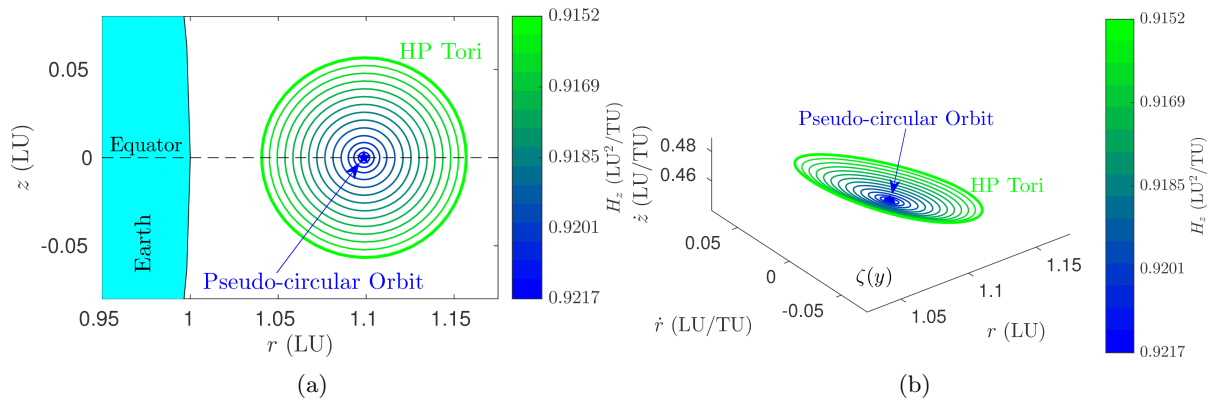 HP Tori
0.05
0
-0.05
z (LU)
Equator
Earth
Pseudo-circular Orbit
0.95
1
1.05
1.1
1.15
r (LU)
0.9152
0.9169
0.9185
0.9201
0.9217
H_z (LU²/TU)
(a)
Pseudo-circular Orbit
HP Tori
0.48
0.46
ż (LU/TU)
0.05
0
-0.05
ṙ (LU/TU)
ζ(y)
1.05
1.1
1.15
r (LU)
0.9152
0.9169
0.9185
0.9201
0.9217
H_z (LU²/TU)
(b)